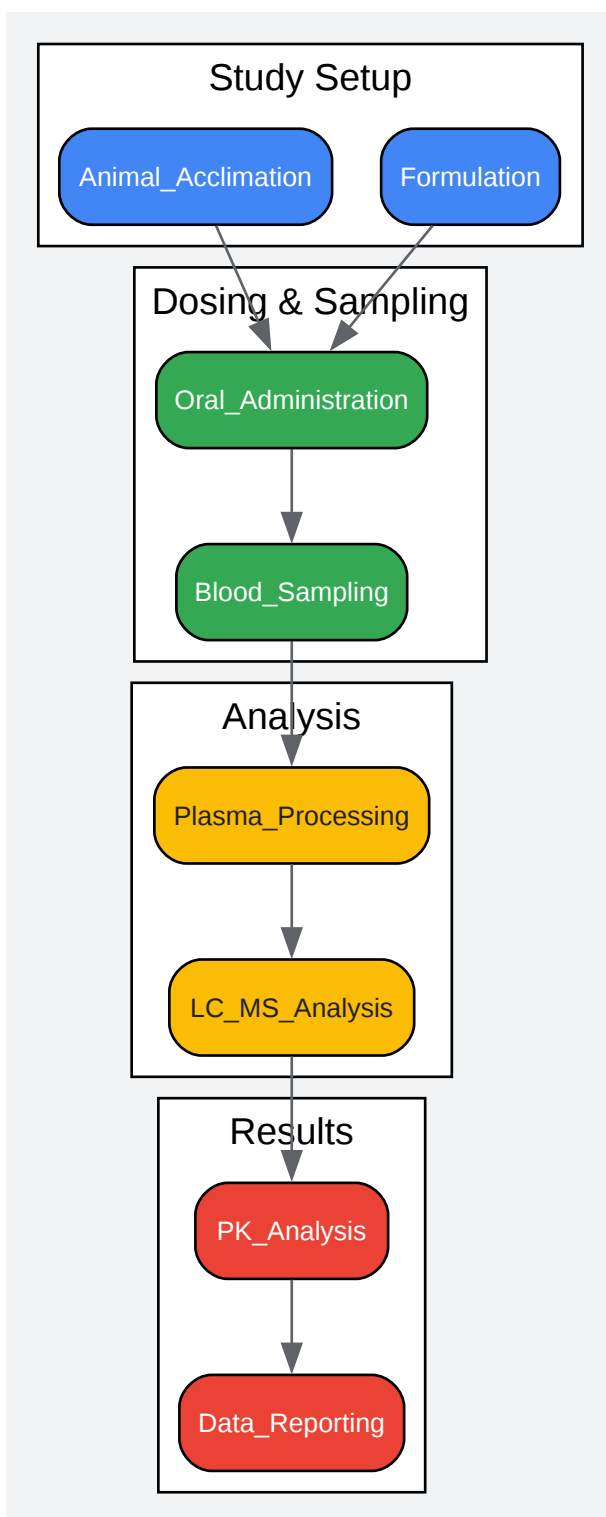 Study Setup
Animal_Acclimation
Formulation
Dosing & Sampling
Oral_Administration
Blood_Sampling
Analysis
Plasma_Processing
LC_MS_Analysis
Results
PK_Analysis
Data_Reporting